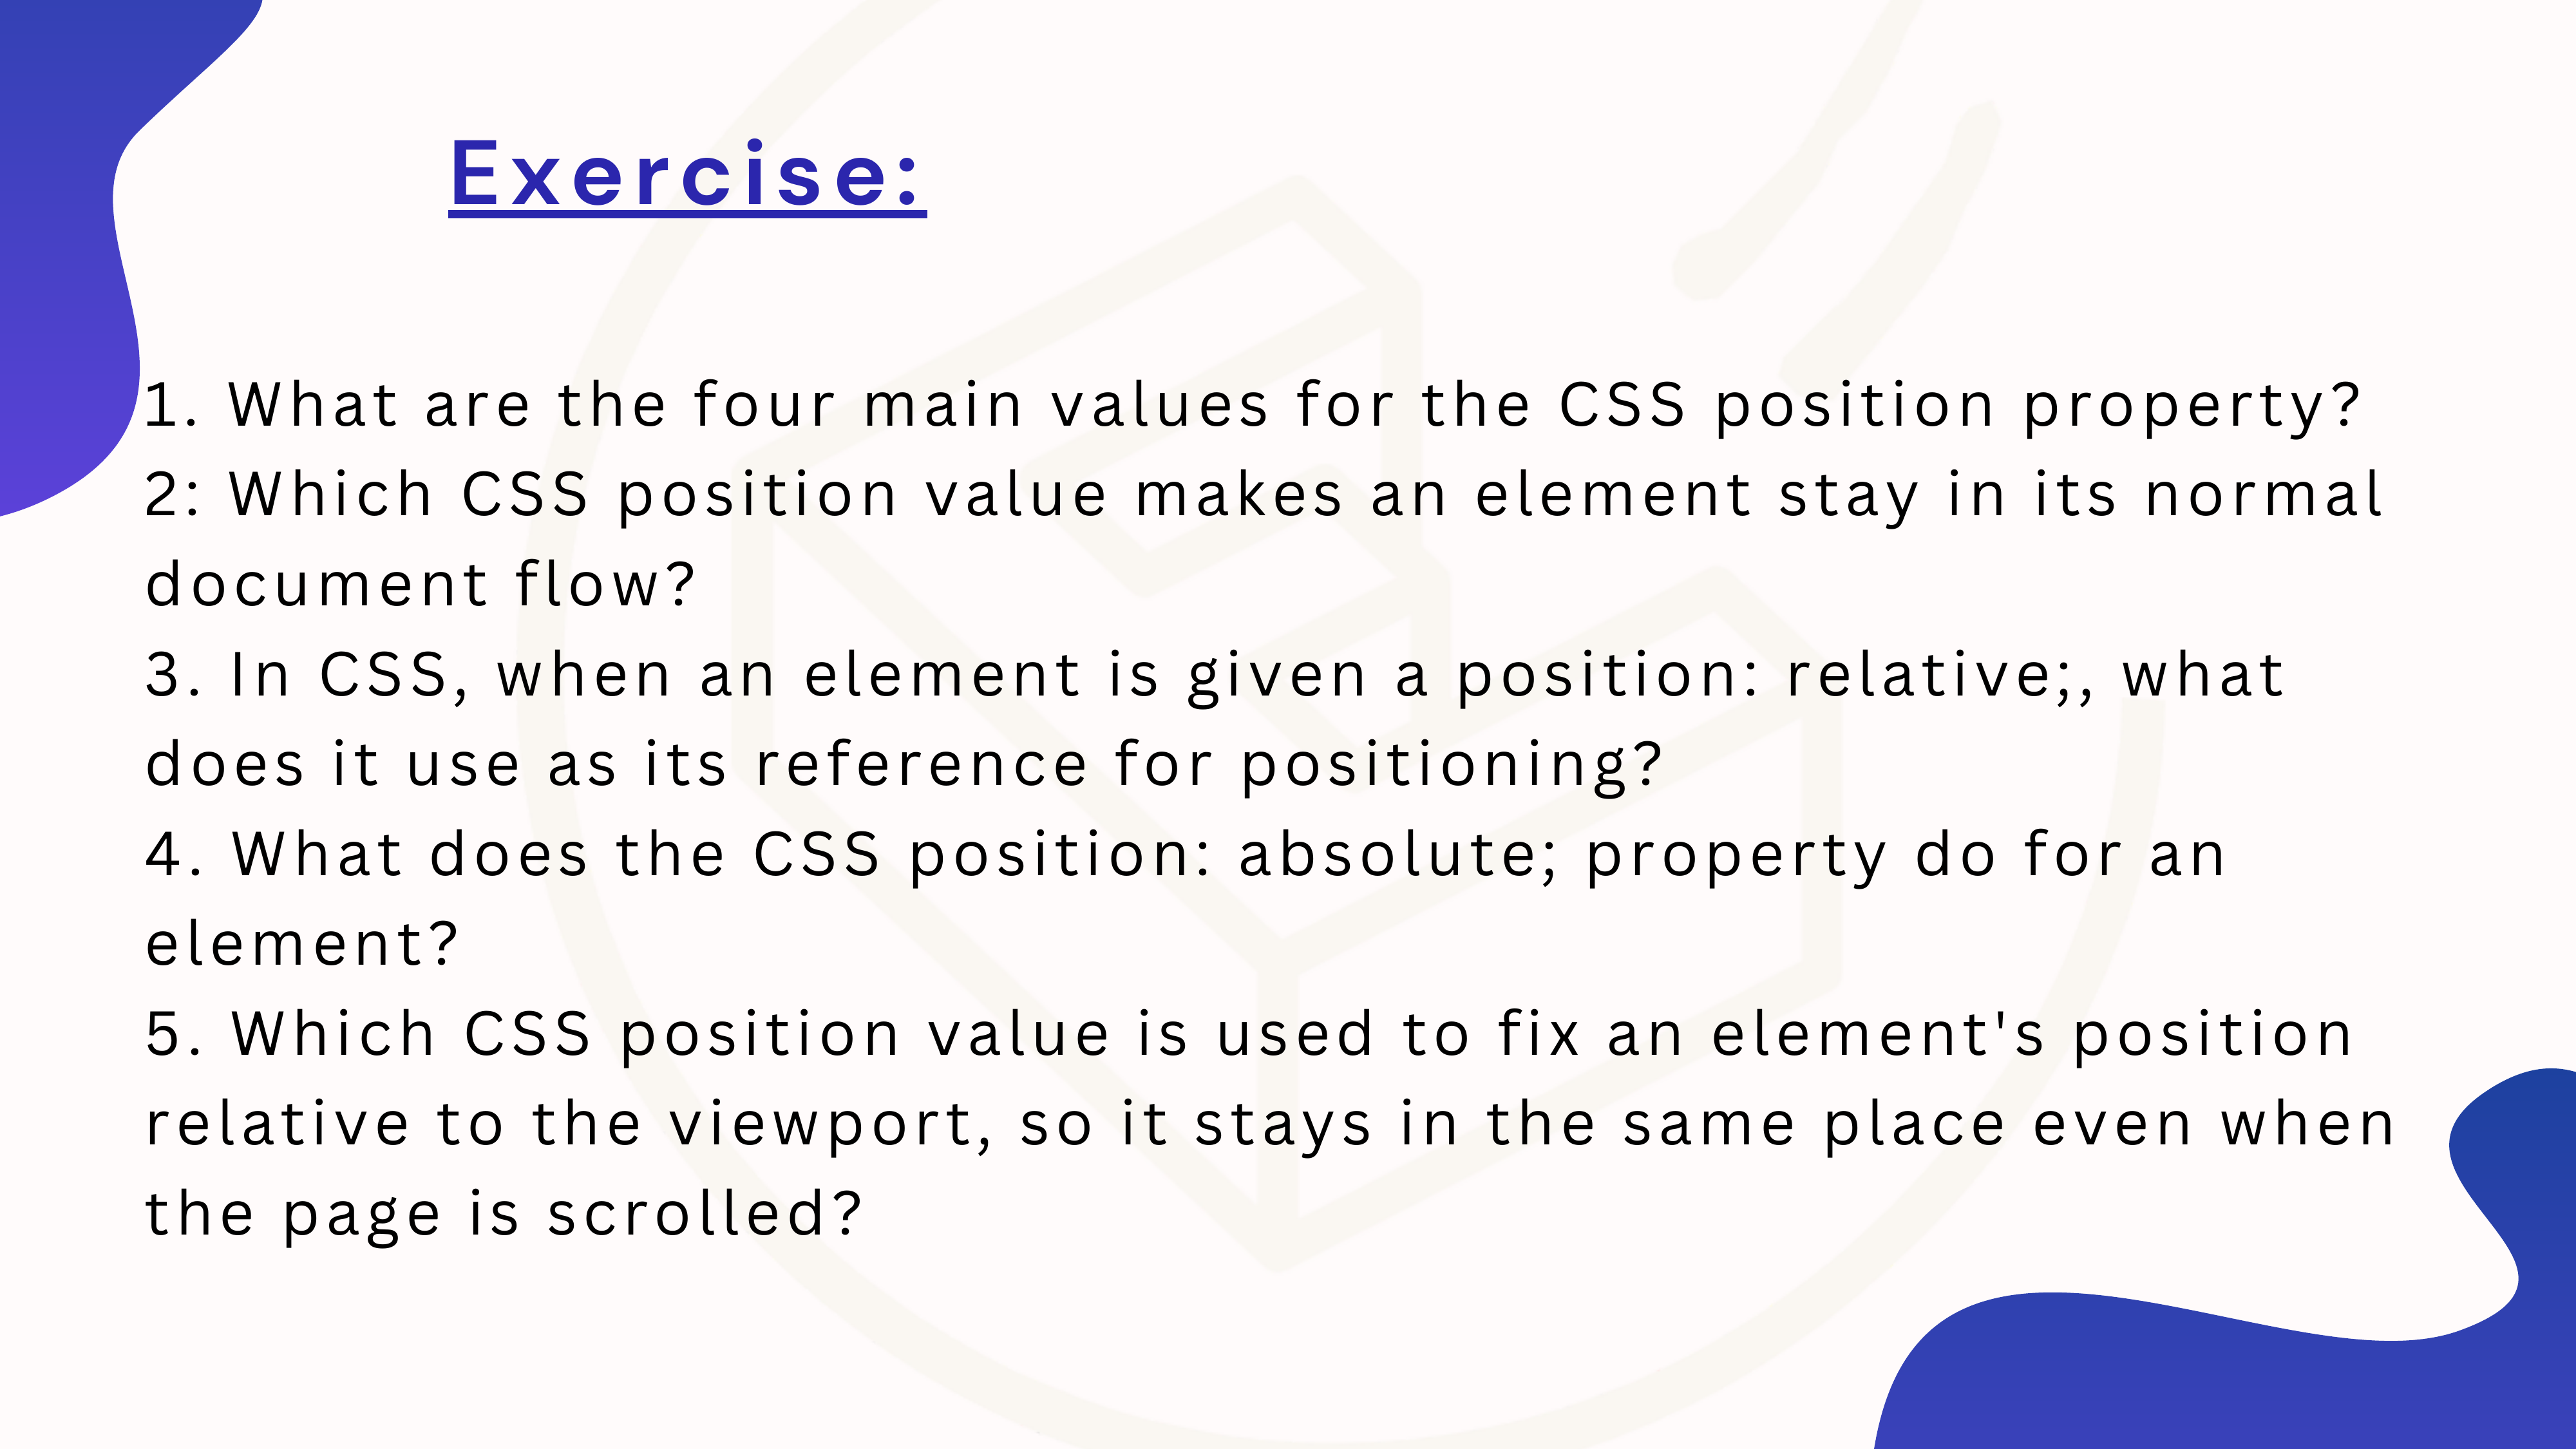 Exercise:
1. What are the four main values for the CSS position property?
2: Which CSS position value makes an element stay in its normal
document flow?
3. In CSS, when an element is given a position: relative;, what
does it use as its reference for positioning?
4. What does the CSS position: absolute; property do for an
element?
5. Which CSS position value is used to fix an element's position
relative to the viewport, so it stays in the same place even when
the page is scrolled?